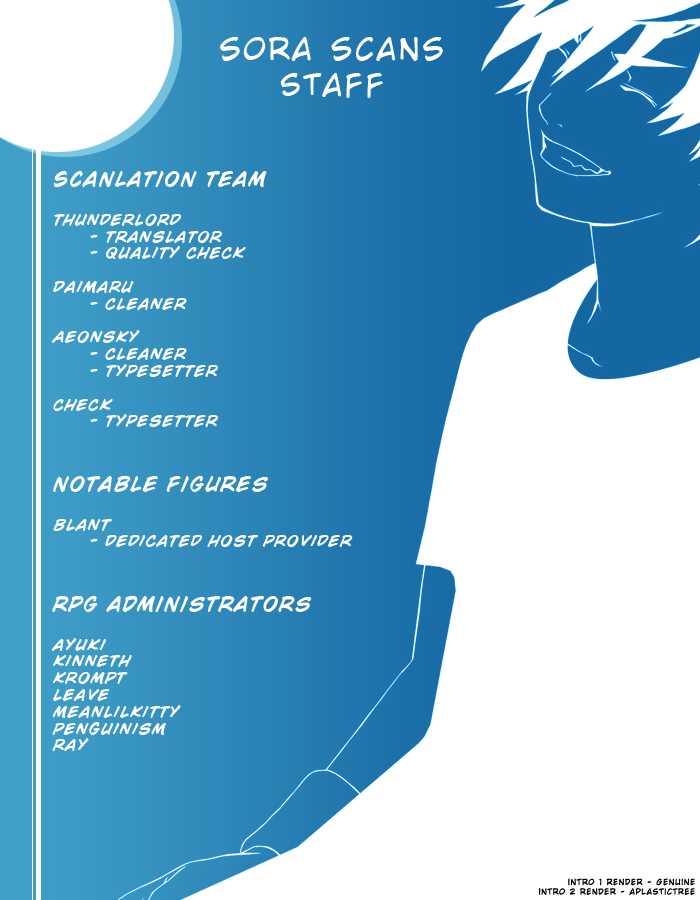 SORA SCANS
STAFF
SCANLATION TEAM
THUNDERLORD
- TRANSLATOR
- QUALITY CHECK
DAIMARU
- CLEANER
AEONSKY
- CLEANER
- TYPESETTER
CHECK
- TYPESETTER
NOTABLE FIGURES
BLANT
- DEDICATED HOST PROVIDER
RPG ADMINISTRATORS
AYUKI
KINNETH
KROMPT
LEAVE
MEANLILKITTY
PENGUINISM
RAY
INTRO 1 RENDER - GENUINE
INTRO 2 RENDER - APLASTICTREE